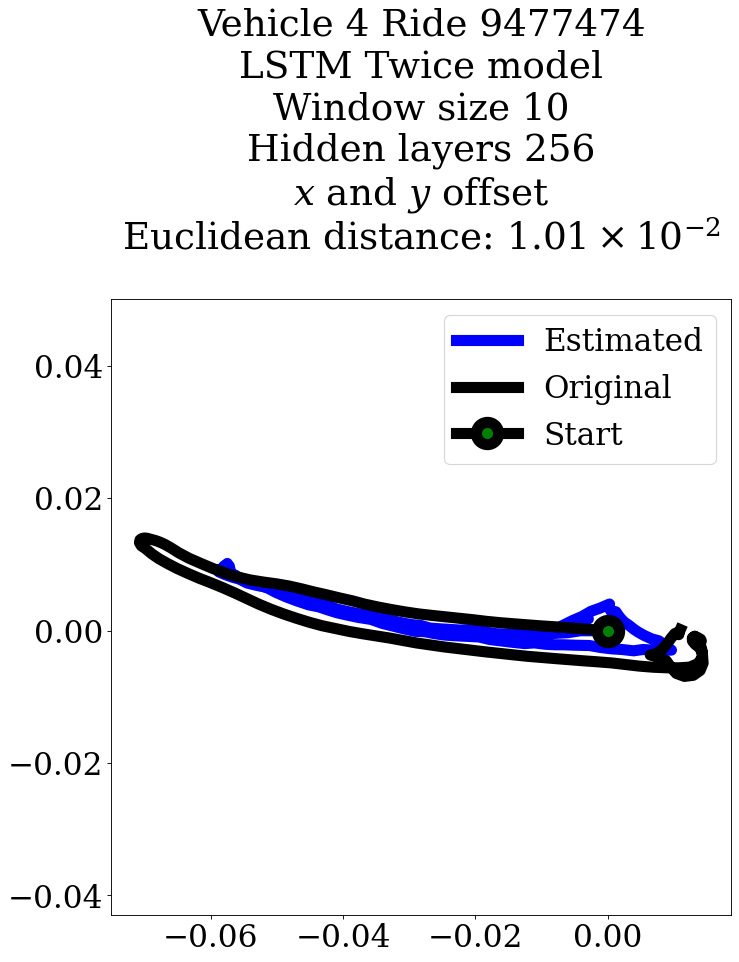 Vehicle 4 Ride 9477474
LSTM Twice model
Window size 10
Hidden layers 256
x and y offset
Euclidean distance: 1.01 × 10⁻²
Estimated
Original
Start
0.04
0.02
0.00
−0.02
−0.04
−0.06 −0.04 −0.02 0.00